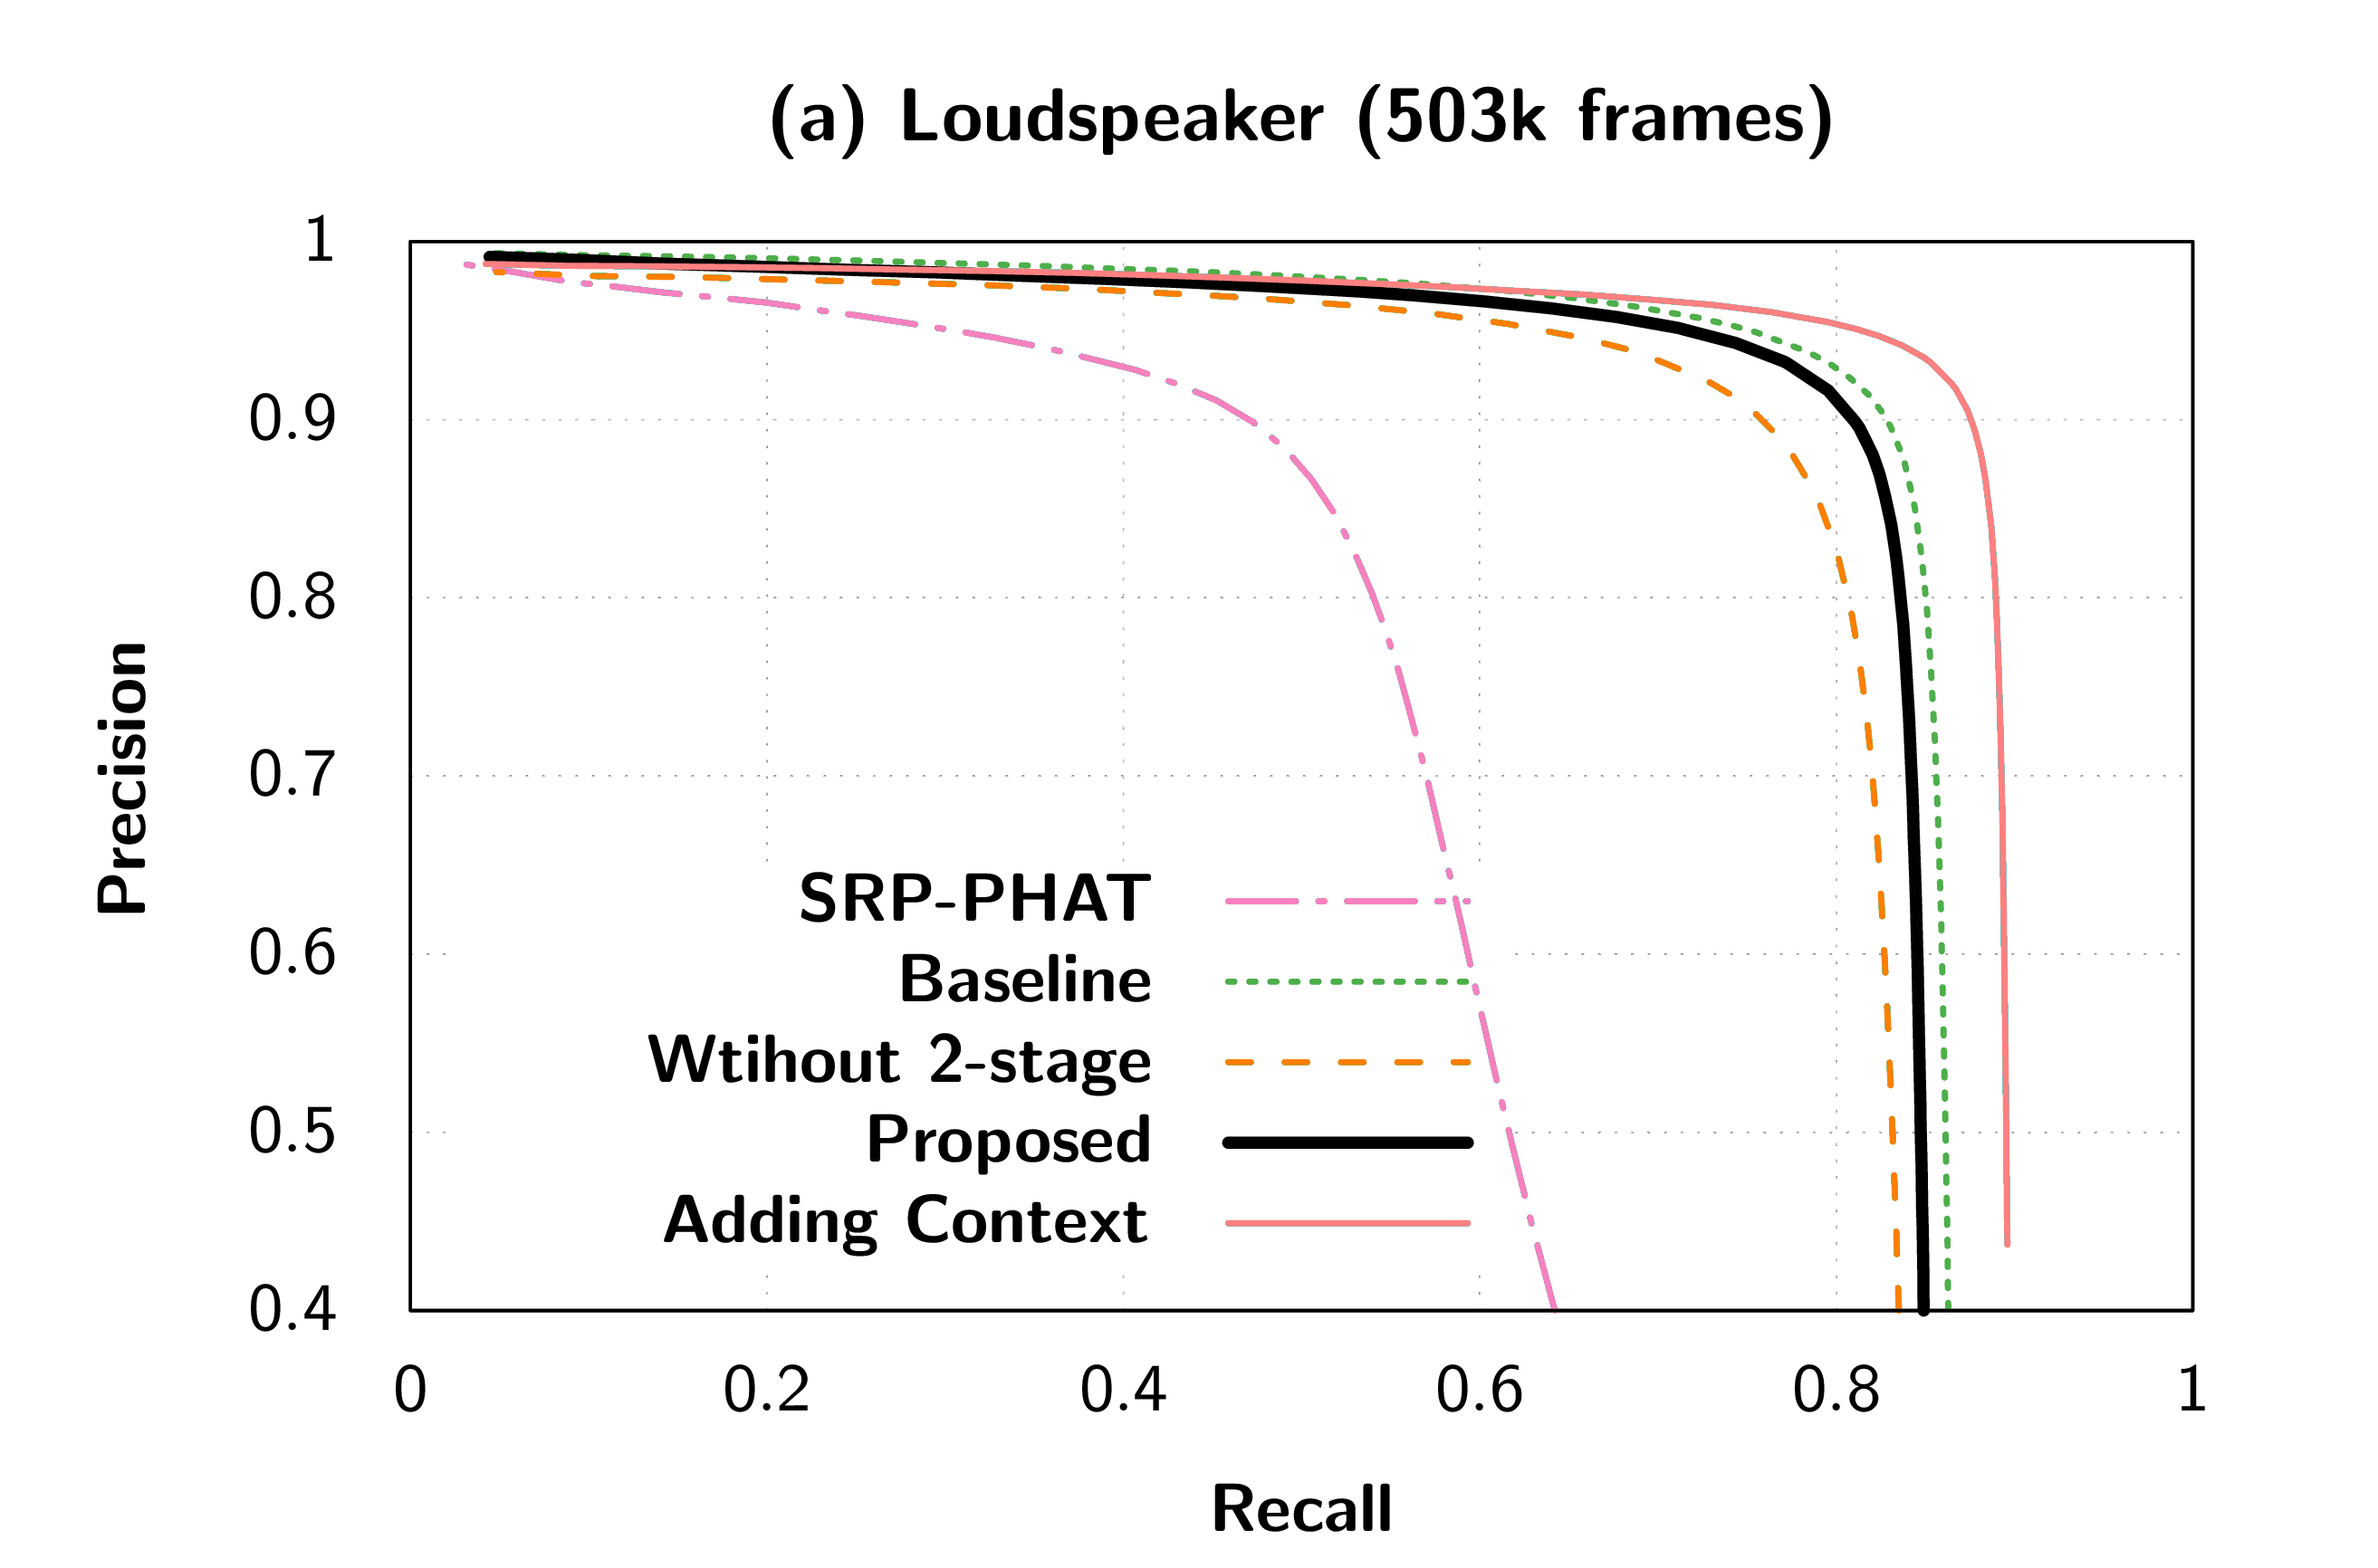 (a) Loudspeaker (503k frames)
1
0.9
0.8
0.7
0.6
0.5
0.4
Precision
SRP-PHAT
Baseline
Wtihout 2-stage
Proposed
Adding Context
0 0.2 0.4 0.6 0.8 1
Recall